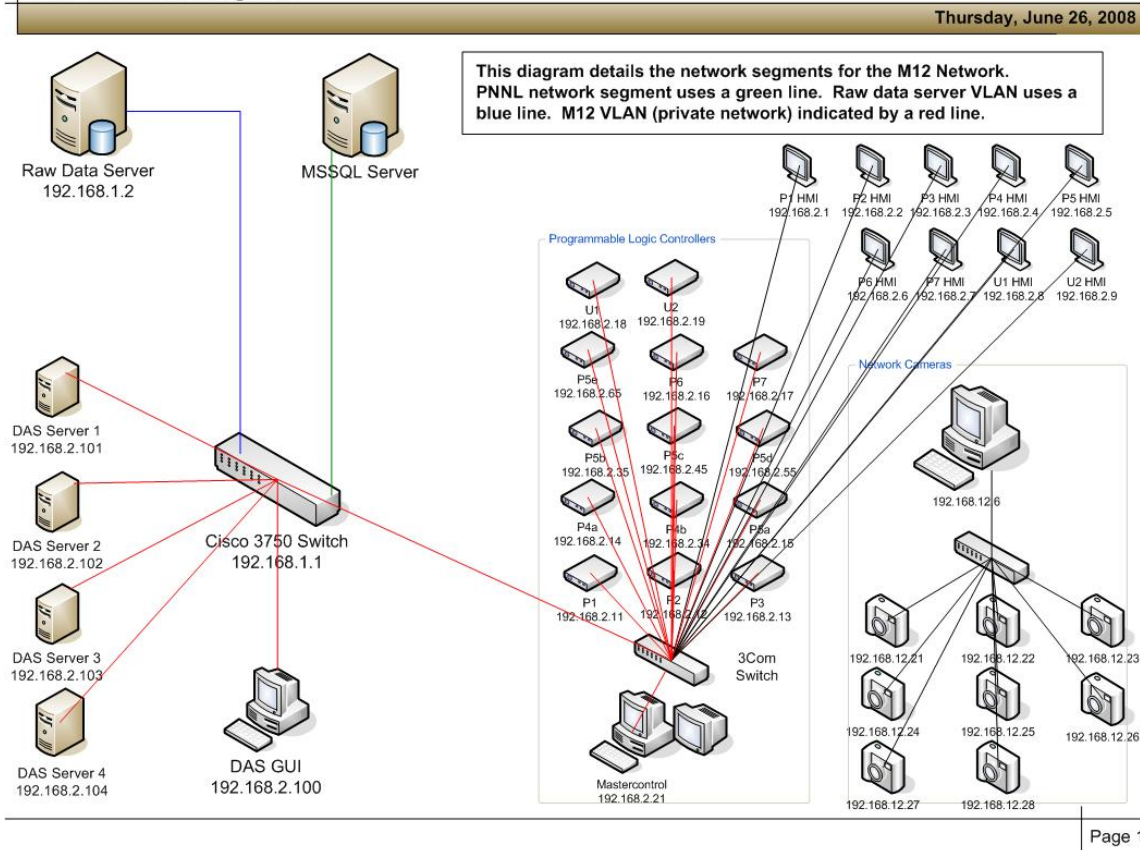 Thursday, June 26, 2008
This diagram details the network segments for the M12 Network.
PNNL network segment uses a green line. Raw data server VLAN uses a
blue line. M12 VLAN (private network) indicated by a red line.
Raw Data Server
192.168.1.2
MSSQL Server
P1 HMI
192.168.2.1
P2 HMI
192.168.2.2
P3 HMI
192.168.2.3
P4 HMI
192.168.2.4
P5 HMI
192.168.2.5
P6 HMI
192.168.2.6
P7 HMI
192.168.2.7
U1 HMI
192.168.2.8
U2 HMI
192.168.2.9
Programmable Logic Controllers
U1
192.168.2.18
U2
192.168.2.19
P5e
192.168.2.65
P6
192.168.2.16
P7
192.168.2.17
P5b
192.168.2.35
P5c
192.168.2.45
P5d
192.168.2.55
P4a
192.168.2.14
P4b
192.168.2.34
P5a
192.168.2.15
P1
192.168.2.11
P2
192.168.2.12
P3
192.168.2.13
3Com
Switch
Mastercontrol
192.168.2.21
DAS Server 1
192.168.2.101
DAS Server 2
192.168.2.102
DAS Server 3
192.168.2.103
DAS Server 4
192.168.2.104
Cisco 3750 Switch
192.168.1.1
DAS GUI
192.168.2.100
Network Cameras
192.168.12.6
192.168.12.21
192.168.12.22
192.168.12.23
192.168.12.24
192.168.12.25
192.168.12.26
192.168.12.27
192.168.12.28
Page 1